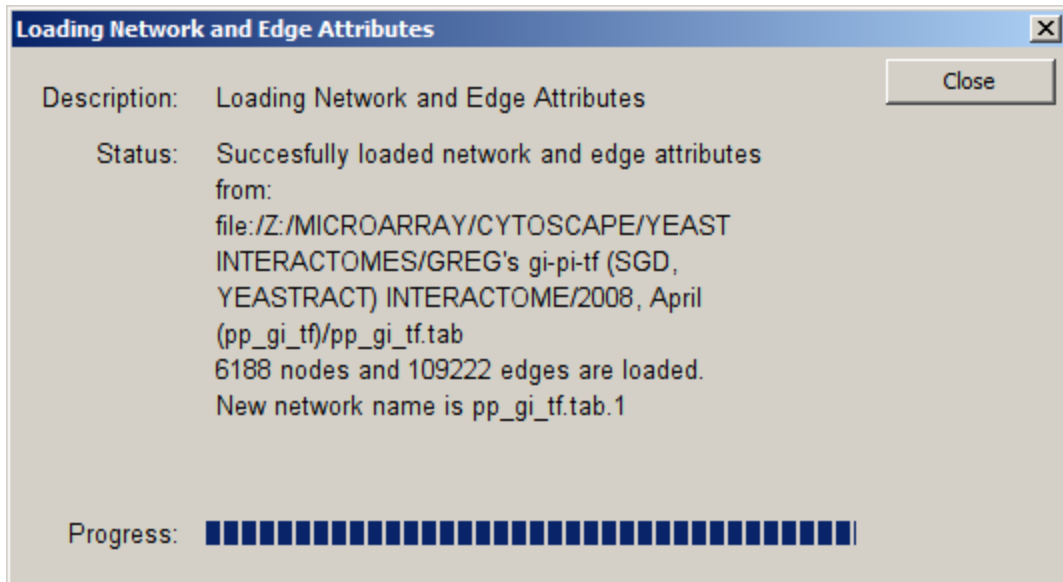 Loading Network and Edge Attributes
Close
Description: Loading Network and Edge Attributes
Status: Succesfully loaded network and edge attributes
from:
file:/Z:/MICROARRAY/CYTOSCAPE/YEAST
INTERACTOMES/GREG's gi-pi-tf (SGD,
YEASTRACT) INTERACTOME/2008, April
(pp_gi_tf)/pp_gi_tf.tab
6188 nodes and 109222 edges are loaded.
New network name is pp_gi_tf.tab.1
Progress: